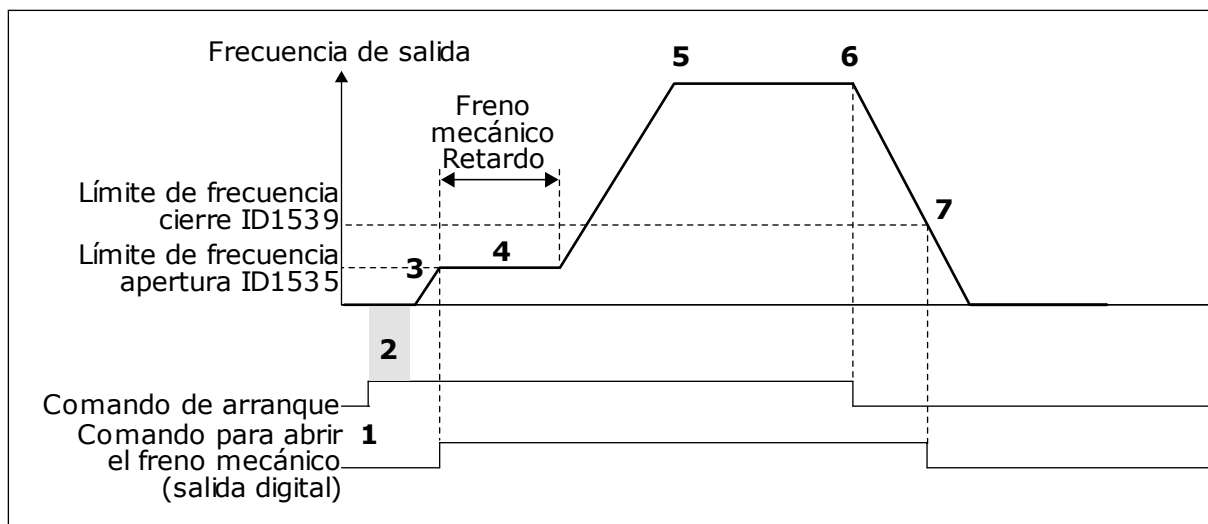 Frecuencia de salida
5
6
Freno
mecánico
Retardo
Límite de frecuencia
cierre ID1539
7
Límite de frecuencia
apertura ID1535
3
4
2
Comando de arranque
1
Comando para abrir
el freno mecánico
(salida digital)